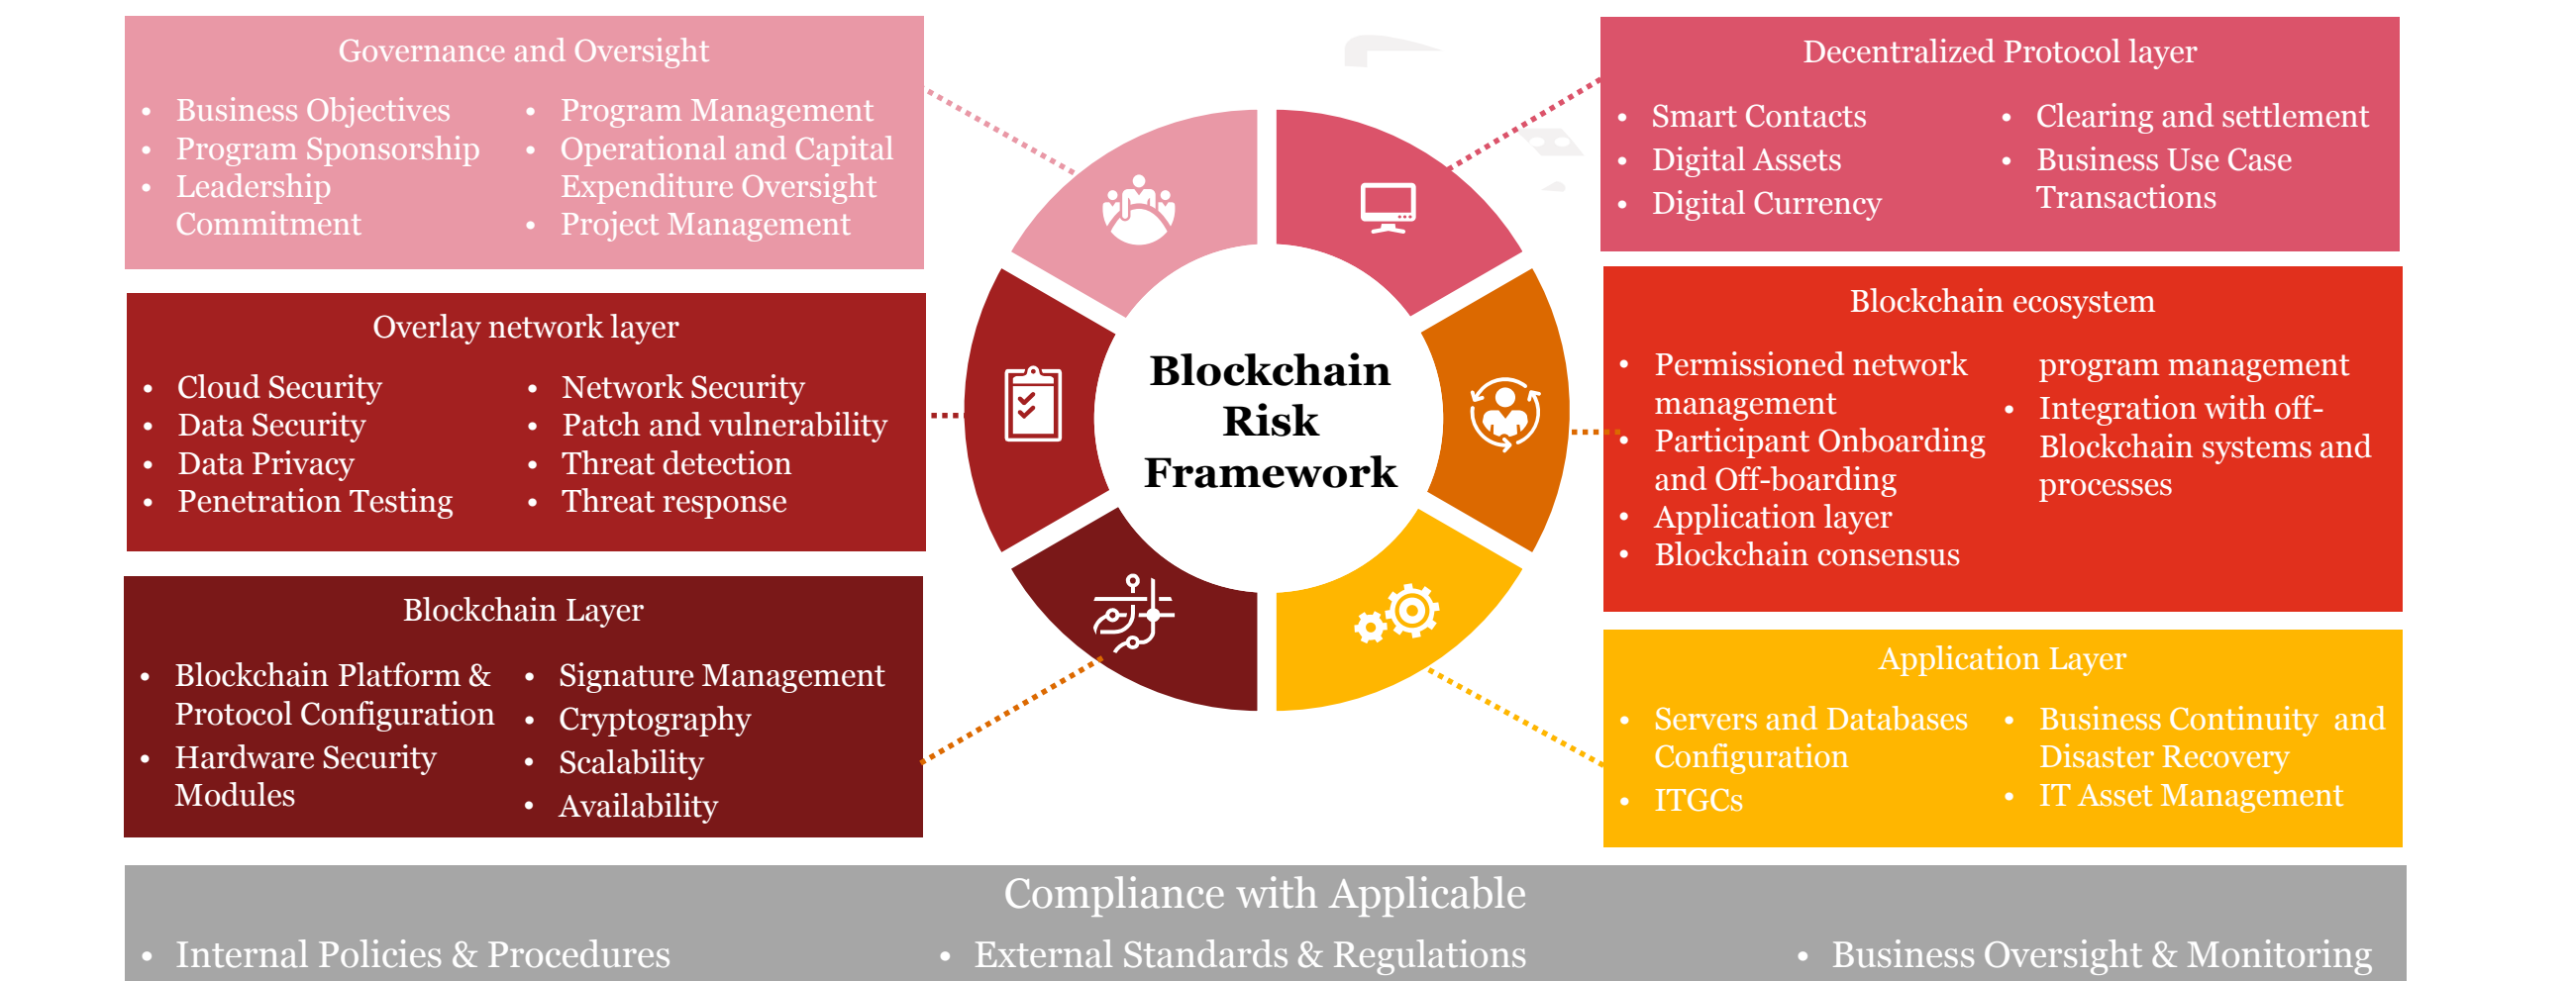 Governance and Oversight
• Business Objectives
• Program Sponsorship
• Leadership
Commitment
• Program Management
• Operational and Capital
Expenditure Oversight
• Project Management
Overlay network layer
• Cloud Security
• Data Security
• Data Privacy
• Penetration Testing
• Network Security
• Patch and vulnerability
• Threat detection
• Threat response
Blockchain Layer
• Blockchain Platform &
Protocol Configuration
• Hardware Security
Modules
• Signature Management
• Cryptography
• Scalability
• Availability
Blockchain
Risk
Framework
Decentralized Protocol layer
• Smart Contacts
• Digital Assets
• Digital Currency
• Clearing and settlement
• Business Use Case
Transactions
Blockchain ecosystem
• Permissioned network
management
• Participant Onboarding
and Off-boarding
• Application layer
• Blockchain consensus
program management
• Integration with off-
Blockchain systems and
processes
Application Layer
• Servers and Databases
Configuration
• ITGCs
• Business Continuity and
Disaster Recovery
• IT Asset Management
Compliance with Applicable
• Internal Policies & Procedures
• External Standards & Regulations
• Business Oversight & Monitoring